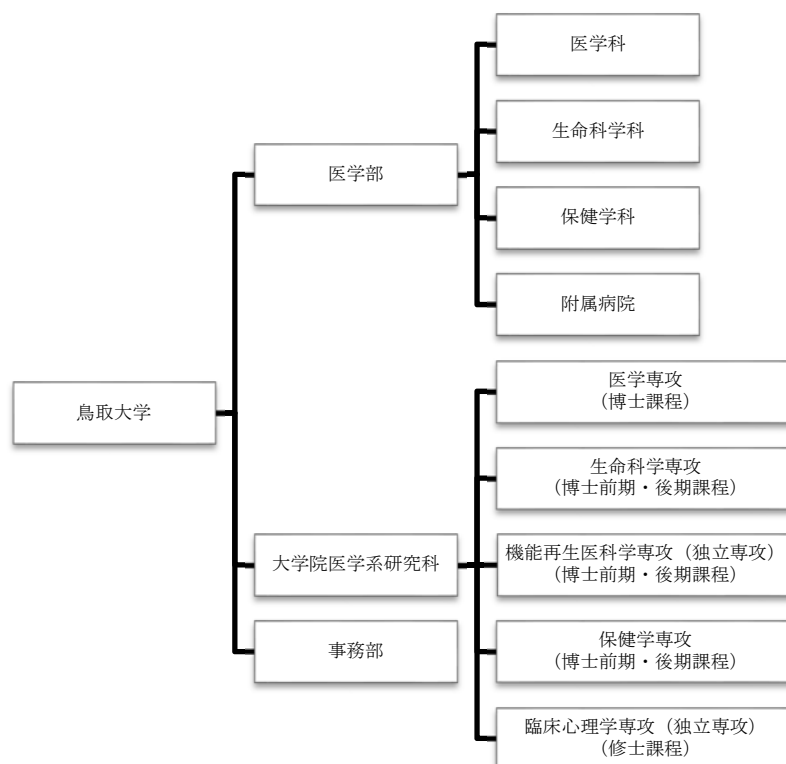 鳥取大学
医学部
医学科
生命科学科
保健学科
附属病院
大学院医学系研究科
医学専攻
(博士課程)
生命科学専攻
(博士前期・後期課程)
機能再生医科学専攻（独立専攻）
(博士前期・後期課程)
保健学専攻
(博士前期・後期課程)
臨床心理学専攻（独立専攻）
(修士課程)
事務部